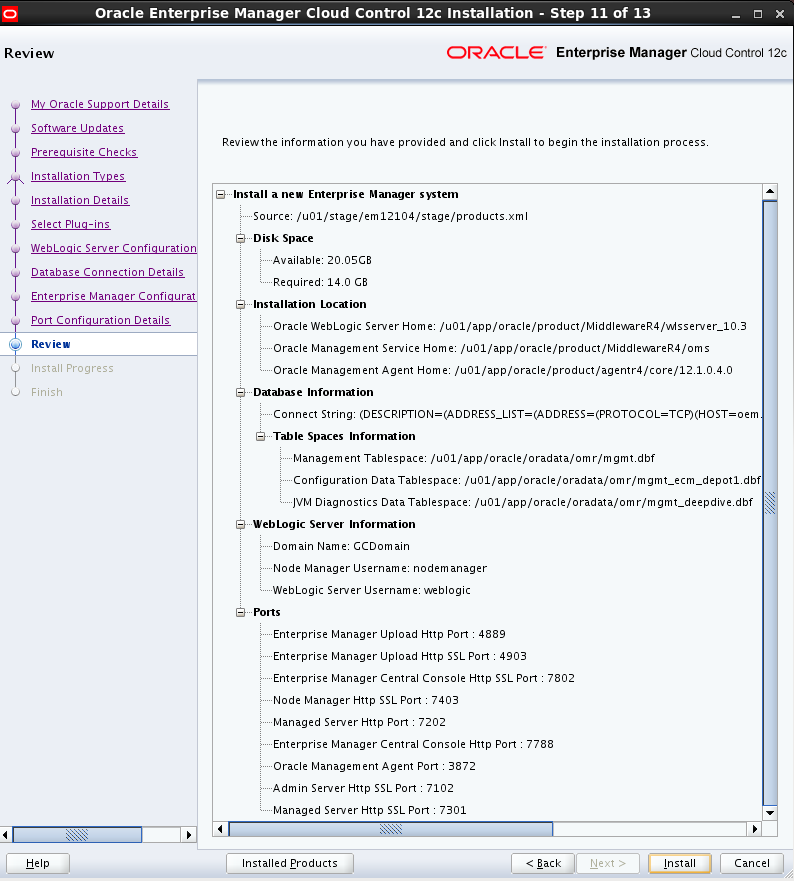 Oracle Enterprise Manager Cloud Control 12c Installation - Step 11 of 13
Review
ORACLE Enterprise Manager Cloud Control 12c
My Oracle Support Details
Software Updates
Prerequisite Checks
Installation Types
Installation Details
Select Plug-ins
WebLogic Server Configuration
Database Connection Details
Enterprise Manager Configurat
Port Configuration Details
Review
Install Progress
Finish
Review the information you have provided and click Install to begin the installation process.
Install a new Enterprise Manager system
Source: /u01/stage/em12104/stage/products.xml
Disk Space
Available: 20.05GB
Required: 14.0 GB
Installation Location
Oracle WebLogic Server Home: /u01/app/oracle/product/MiddlewareR4/wlsserver_10.3
Oracle Management Service Home: /u01/app/oracle/product/MiddlewareR4/oms
Oracle Management Agent Home: /u01/app/oracle/product/agentr4/core/12.1.0.4.0
Database Information
Connect String: (DESCRIPTION=(ADDRESS_LIST=(ADDRESS=(PROTOCOL=TCP)(HOST=oem.
Table Spaces Information
Management Tablespace: /u01/app/oracle/oradata/omr/mgmt.dbf
Configuration Data Tablespace: /u01/app/oracle/oradata/omr/mgmt_ecm_depot1.dbf
JVM Diagnostics Data Tablespace: /u01/app/oracle/oradata/omr/mgmt_deepdive.dbf
WebLogic Server Information
Domain Name: GCDomain
Node Manager Username: nodemanager
WebLogic Server Username: weblogic
Ports
Enterprise Manager Upload Http Port : 4889
Enterprise Manager Upload Http SSL Port : 4903
Enterprise Manager Central Console Http SSL Port : 7802
Node Manager Http SSL Port : 7403
Managed Server Http Port : 7202
Enterprise Manager Central Console Http Port : 7788
Oracle Management Agent Port : 3872
Admin Server Http SSL Port : 7102
Managed Server Http SSL Port : 7301
Help
Installed Products
< Back
Next >
Install
Cancel